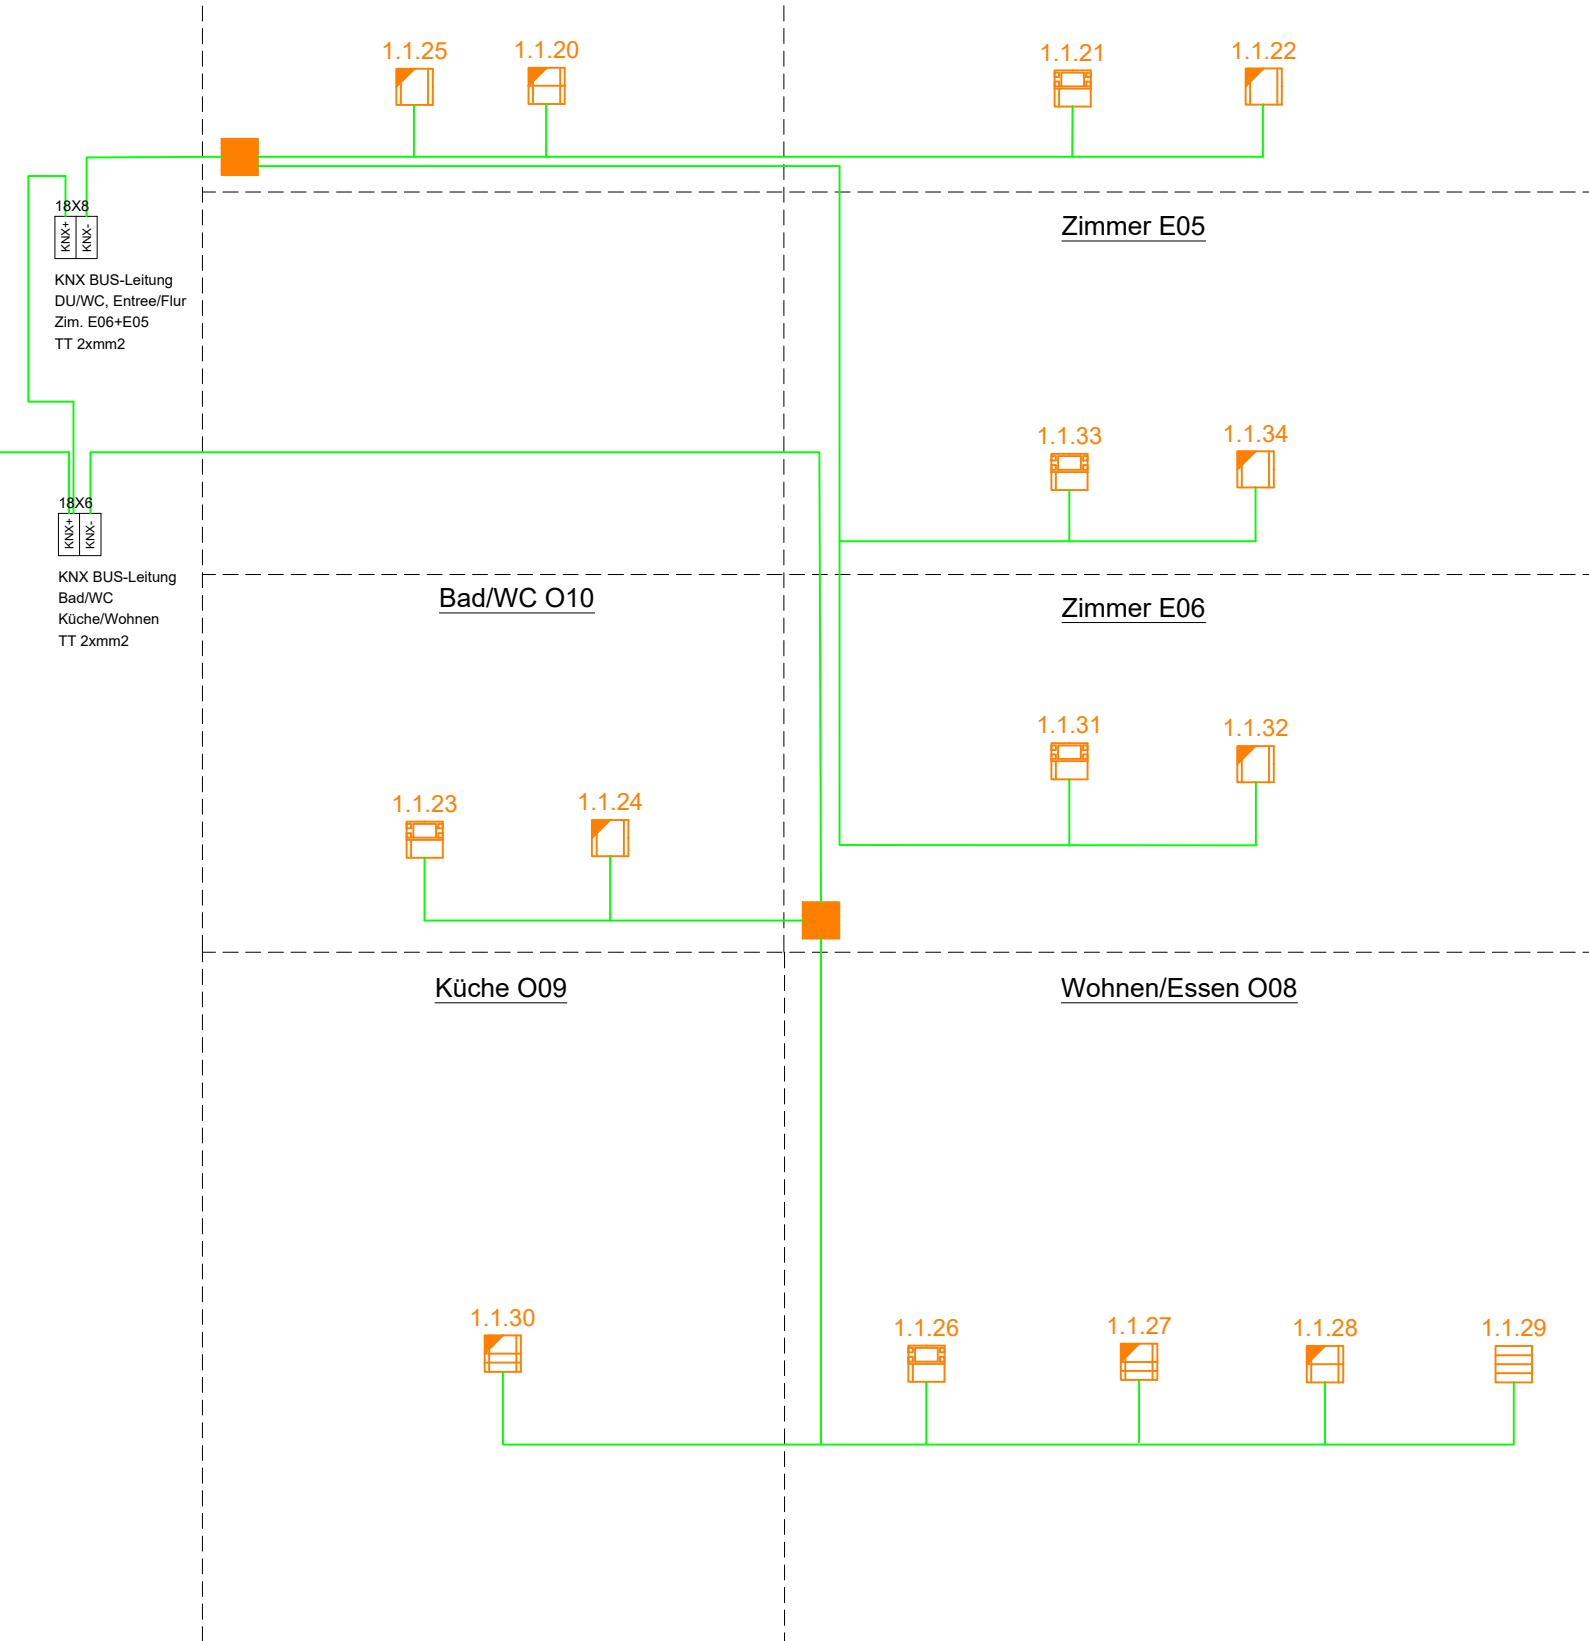 1.1.25
1.1.20
1.1.21
1.1.22
18X8
KNX+
KNX-
KNX BUS-Leitung
DU/WC, Entree/Flur
Zim. E06+E05
TT 2xmm2
Zimmer E05
1.1.33
1.1.34
18X6
KNX+
KNX-
KNX BUS-Leitung
Bad/WC
Küche/Wohnen
TT 2xmm2
Bad/WC O10
Zimmer E06
1.1.31
1.1.32
1.1.23
1.1.24
Küche O09
Wohnen/Essen O08
1.1.30
1.1.26
1.1.27
1.1.28
1.1.29